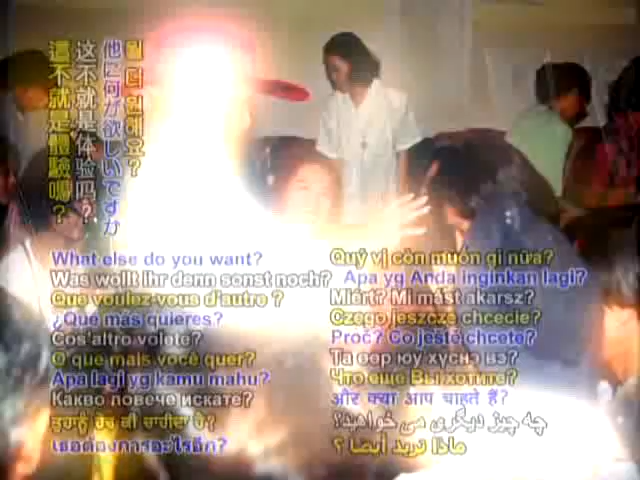 這不就是體驗嗎？
这不就是体验吗？
他に何が欲しいですか
뭘 더 원해요?
What else do you want?
Was wollt Ihr denn sonst noch?
Que voulez-vous d'autre ?
¿Que más quieres?
Cos'altro volete?
O que mais você quer?
Apa lagi yg kamu mahu?
Какво повече искате?
ਤੁਹਾਨੂੰ ਹੋਰ ਕੀ ਚਾਹੀਦਾ ਹੈ?
เธอต้องการอะไรอีก?
Quý vị còn muốn gì nữa?
Apa yg Anda inginkan lagi?
Miért? Mi mást akarsz?
Czego jeszcze chcecie?
Proč? Co ještě chcete?
Та өөр юу хүснэ вэ?
Что еще Вы хотите?
और क्या आप चाहते हैं?
چه چیز دیگری می خواهید؟
ماذا تريد أيضا ؟